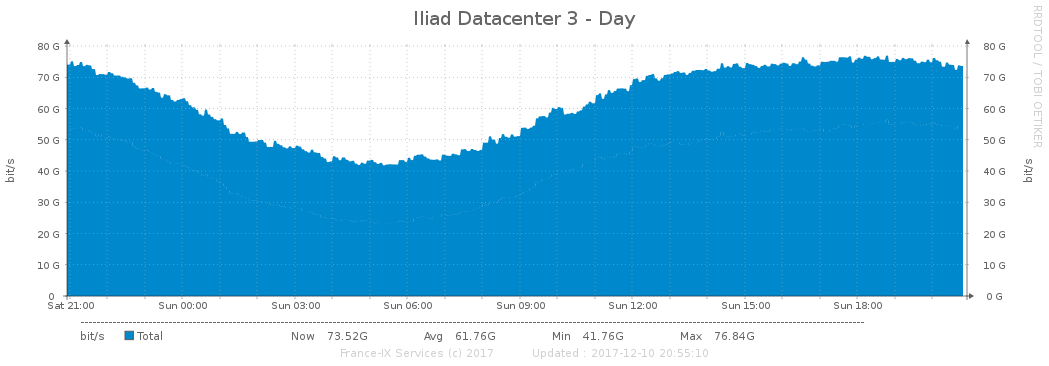 Iliad Datacenter 3 - Day
RRDTOOL / TOBI OETIKER
80 G 80 G
70 G 70 G
60 G 60 G
50 G 50 G
40 G 40 G
30 G 30 G
20 G 20 G
10 G 10 G
0 0 G
bit/s bit/s
Sat 21:00 Sun 00:00 Sun 03:00 Sun 06:00 Sun 09:00 Sun 12:00 Sun 15:00 Sun 18:00
bit/s Total Now 73.52G Avg 61.76G Min 41.76G Max 76.84G
France-IX Services (c) 2017 Updated : 2017-12-10 20:55:10